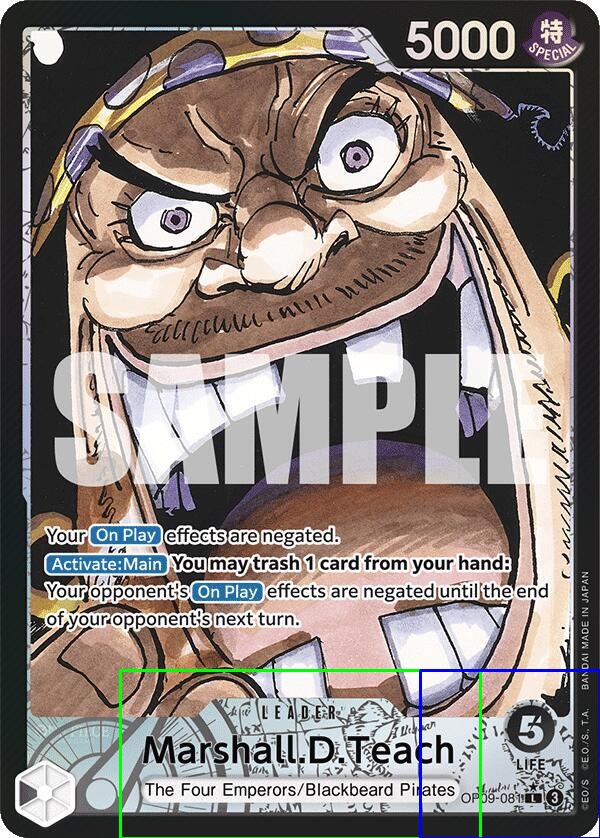 5000
特
SPECIAL
SAMPLE
Your On Play effects are negated.
Activate:Main You may trash 1 card from your hand:
Your opponent's On Play effects are negated until the end
of your opponent's next turn.
LEADER
Marshall.D.Teach
The Four Emperors/Blackbeard Pirates
5
LIFE
OP09-081 L 3
©E.O/S ©E.O./S., T.A. BANDAI MADE IN JAPAN